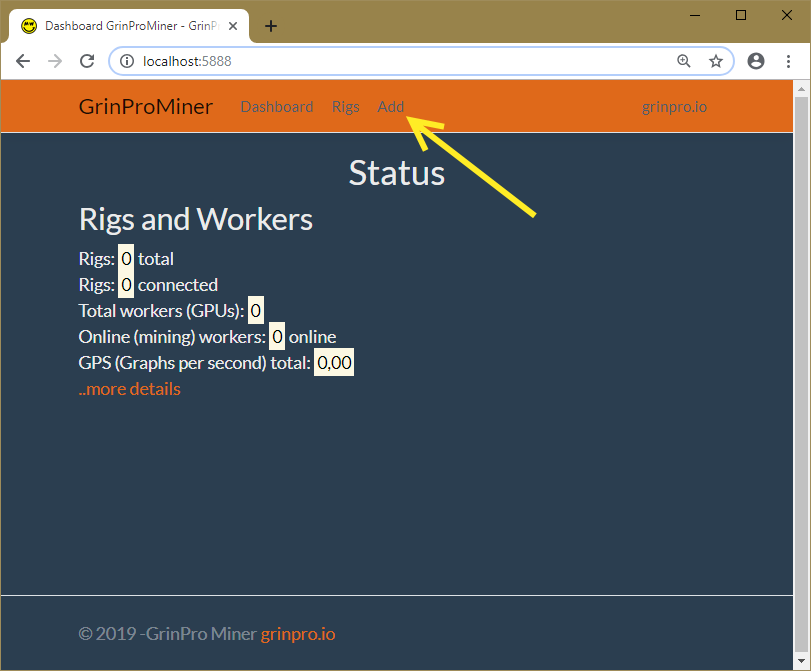 Dashboard GrinProMiner - GrinPr
localhost:5888
GrinProMiner Dashboard Rigs Add grinpro.io
Status
Rigs and Workers
Rigs: 0 total
Rigs: 0 connected
Total workers (GPUs): 0
Online (mining) workers: 0 online
GPS (Graphs per second) total: 0,00
..more details
© 2019 -GrinPro Miner grinpro.io